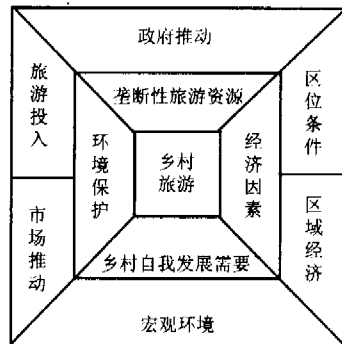 政府推动
旅游投入
区位条件
垄断性旅游资源
环境保护
经济因素
乡村
旅游
市场推动
区域经济
乡村自我发展需要
宏观环境